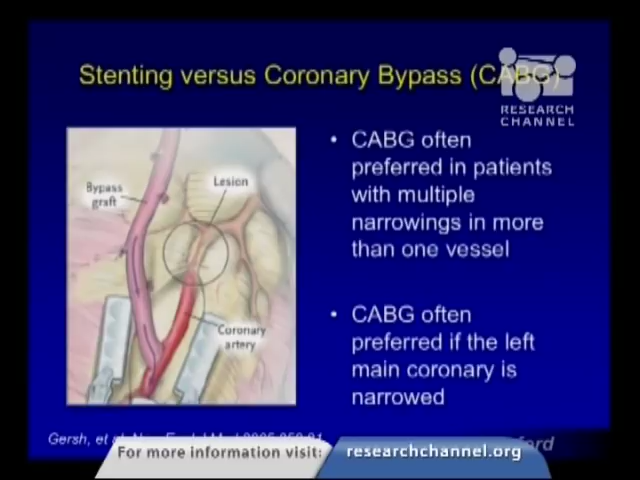 Stenting versus Coronary Bypass (CABG)
RESEARCH
CHANNEL
Bypass
graft
Lesion
Coronary
artery
• CABG often
preferred in patients
with multiple
narrowings in more
than one vessel
• CABG often
preferred if the left
main coronary is
narrowed
Gersh, et
For more information visit:
researchchannel.org